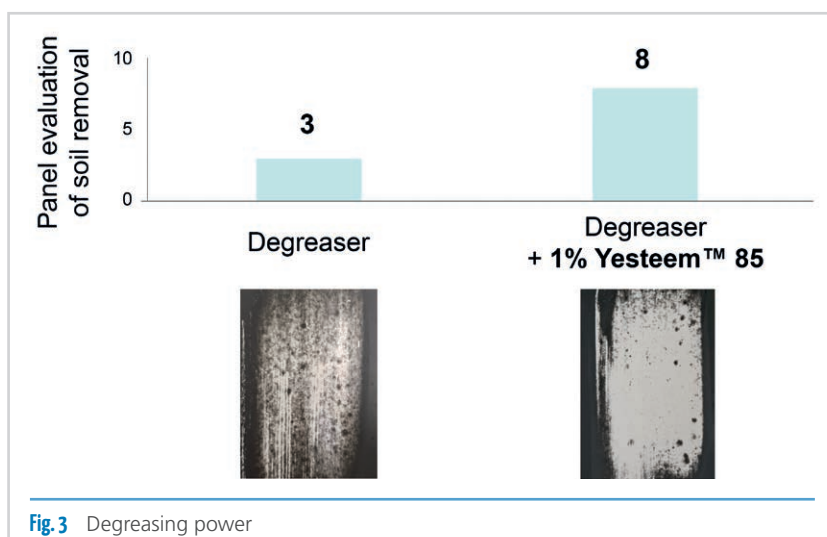 Panel evaluation
of soil removal
10
5
0
3
8
Degreaser
Degreaser
+ 1% Yesteem™ 85
Fig. 3 Degreasing power